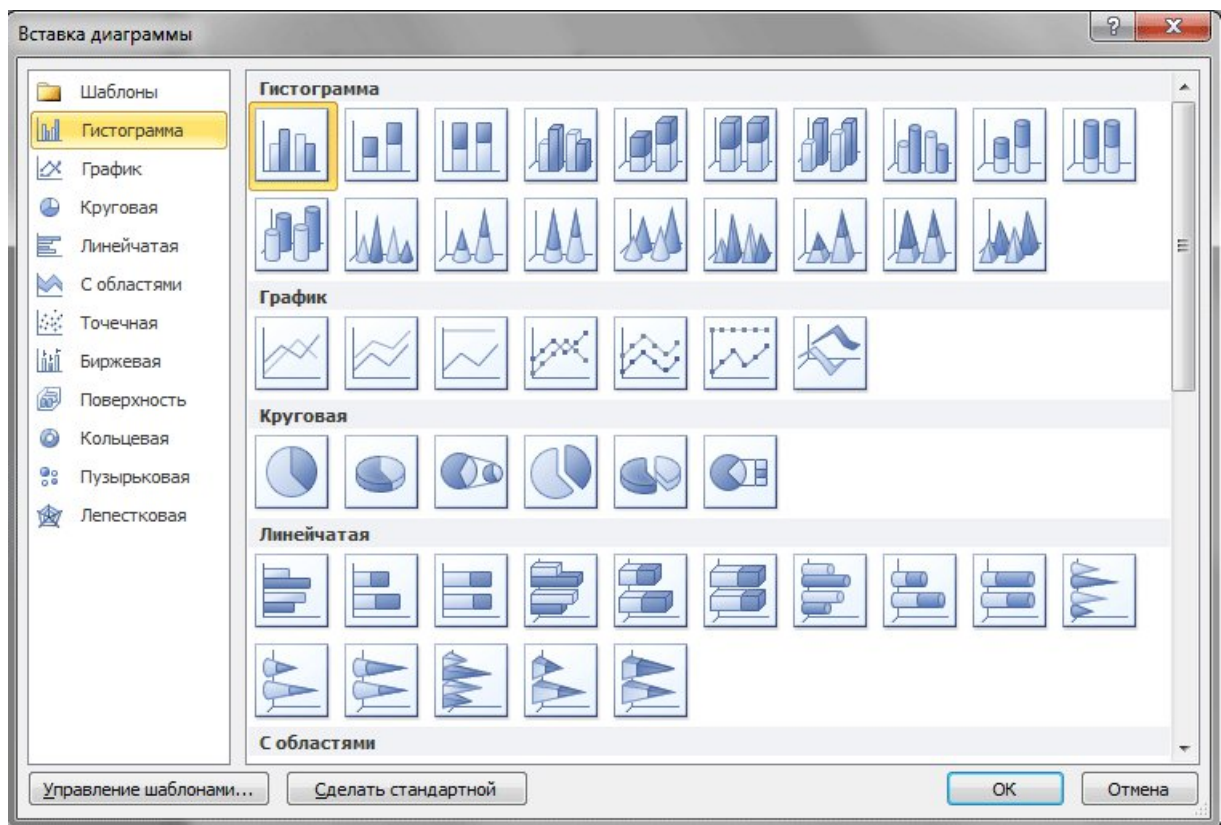 Вставка диаграммы
Шаблоны
Гистограмма
График
Круговая
Линейчатая
С областями
Точечная
Биржевая
Поверхность
Кольцевая
Пузырьковая
Лепестковая
Гистограмма
График
Круговая
Линейчатая
С областями
Управление шаблонами...
Сделать стандартной
ОК
Отмена